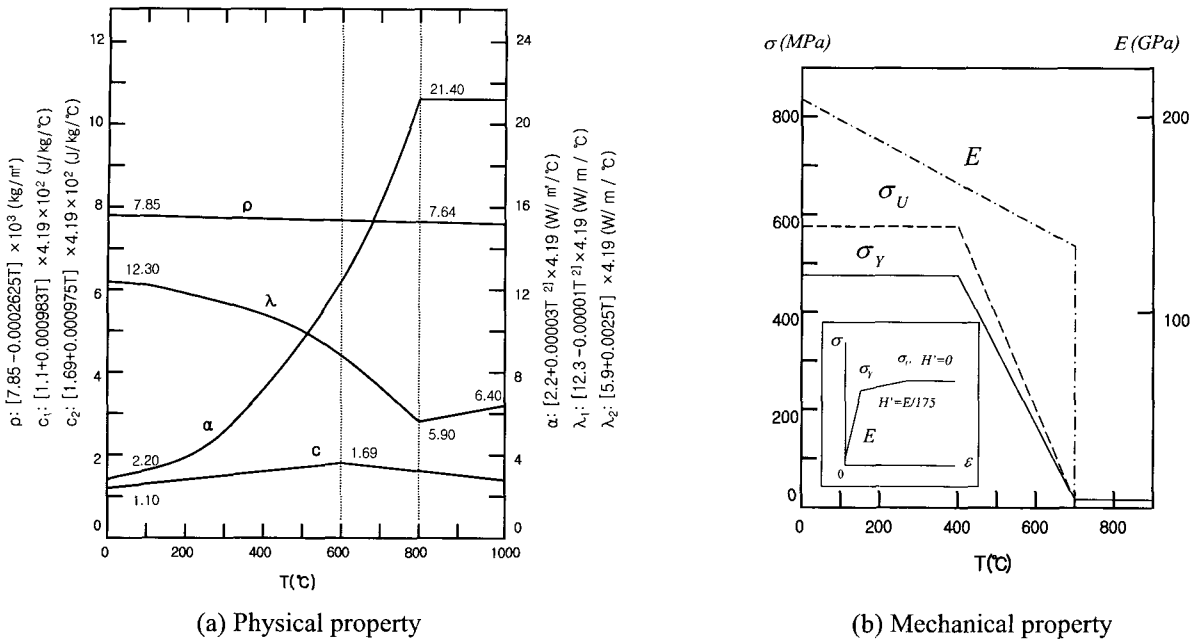 ρ: [7.85-0.0002625T] ×10³ (kg/㎥)
c₁: [1.1+0.000983T] ×4.19×10² (J/kg/℃)
c₂: [1.69+0.000975T] ×4.19×10² (J/kg/℃)
12
10
8
6
4
2
0
24
20
16
12
8
4
0
21.40
7.85
ρ
7.64
12.30
λ
6.40
5.90
α
2.20
c
1.69
1.10
0
200
400
600
800
1000
T(℃)
α: [2.2+0.00003T ²] ×4.19 (W/㎡/℃)
λ₁: [12.3-0.00001T ²] ×4.19 (W/ m / ℃)
λ₂: [5.9+0.0025T] ×4.19 (W/ m / ℃)
(a) Physical property
σ (MPa)
E (GPa)
800
600
400
200
0
200
100
E
σ_U
σ_Y
σ
σ_Y
H'=0
H'=E/175
E
0
ε
0
200
400
600
800
T(℃)
(b) Mechanical property